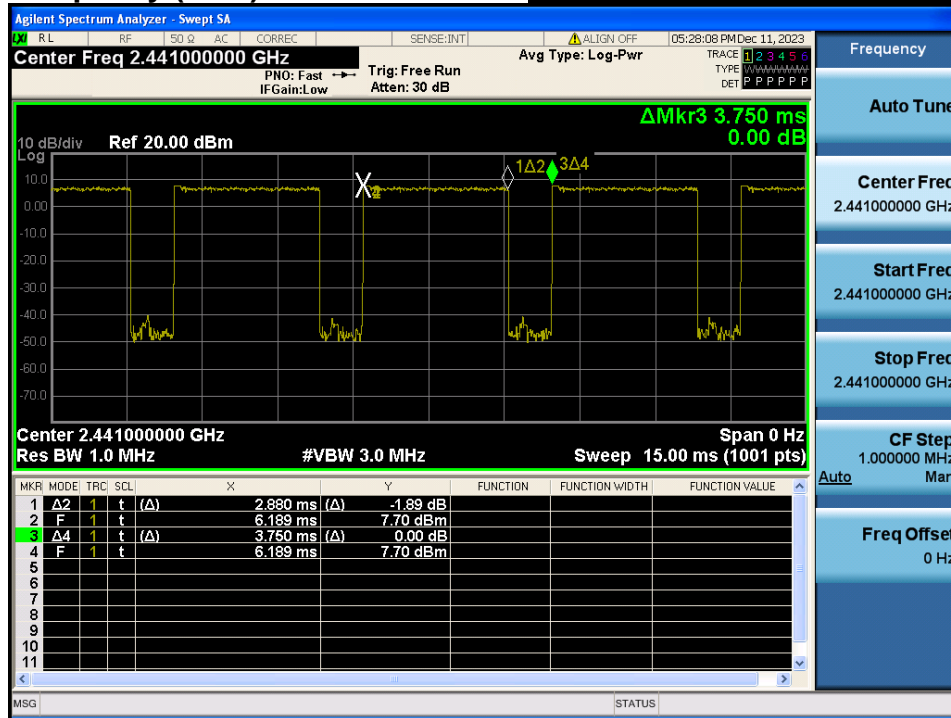 Agilent Spectrum Analyzer - Swept SA
LXI RL RF 50 Ω AC CORREC SENSE:INT ALIGN OFF 05:28:08 PM Dec 11, 2023
Center Freq 2.441000000 GHz
PNO: Fast
IFGain:Low
Trig: Free Run
Atten: 30 dB
Avg Type: Log-Pwr
TRACE 1 2 3 4 5 6
TYPE WWWWWW
DET P P P P P P
ΔMkr3 3.750 ms
0.00 dB
10 dB/div Ref 20.00 dBm
Log
1Δ2 3Δ4
10.0
0.00
-10.0
-20.0
-30.0
-40.0
-50.0
-60.0
-70.0
Center 2.441000000 GHz Span 0 Hz
Res BW 1.0 MHz #VBW 3.0 MHz Sweep 15.00 ms (1001 pts)
MKR MODE TRC SCL X Y FUNCTION FUNCTION WIDTH FUNCTION VALUE
1 Δ2 1 t (Δ) 2.880 ms (Δ) -1.89 dB
2 F 1 t 6.189 ms 7.70 dBm
3 Δ4 1 t (Δ) 3.750 ms (Δ) 0.00 dB
4 F 1 t 6.189 ms 7.70 dBm
5
6
7
8
9
10
11
MSG STATUS
Frequency
Auto Tune
Center Freq
2.441000000 GHz
Start Freq
2.441000000 GHz
Stop Freq
2.441000000 GHz
CF Step
1.000000 MHz
Auto Man
Freq Offset
0 Hz